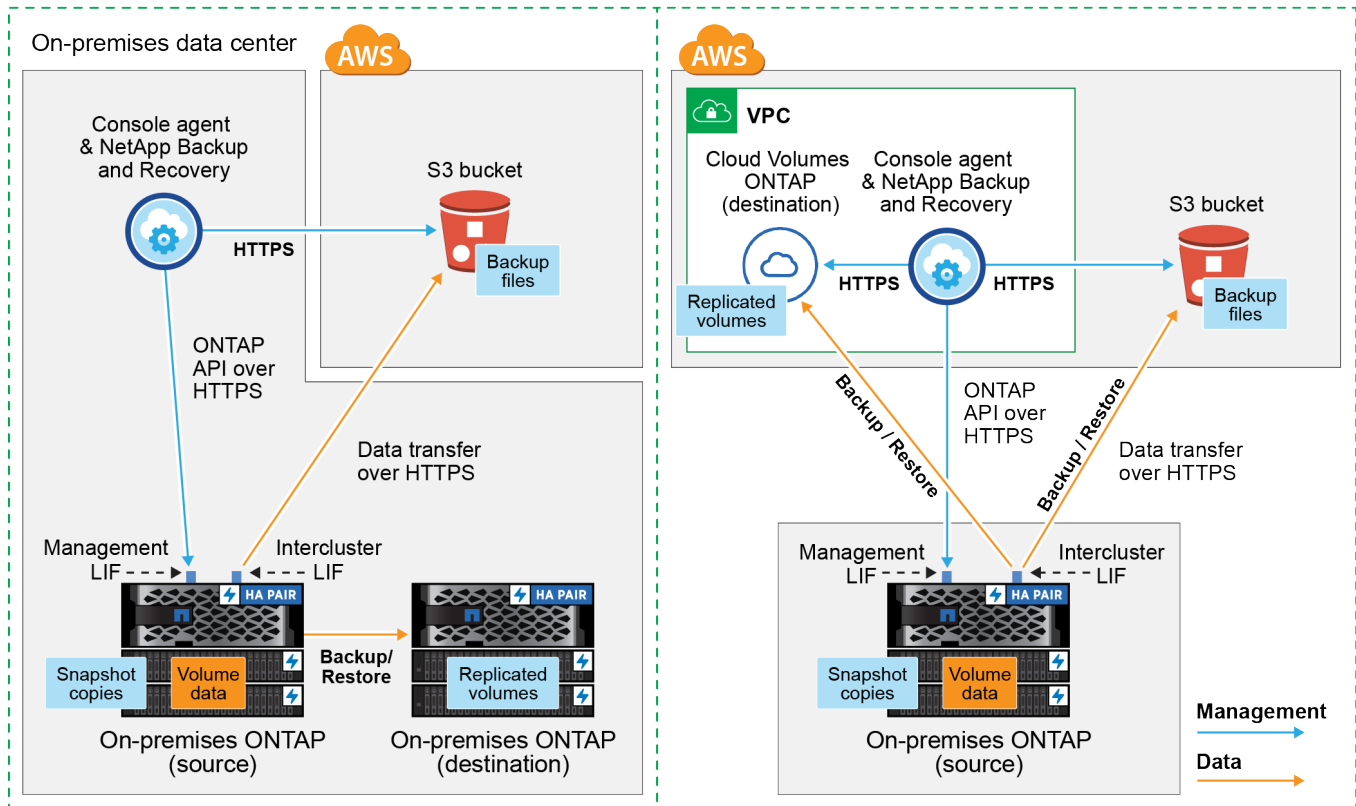 On-premises data center
AWS
Console agent
& NetApp Backup
and Recovery
S3 bucket
HTTPS
Backup
files
ONTAP
API over
HTTPS
Data transfer
over HTTPS
Management
LIF
Intercluster
LIF
HA PAIR
HA PAIR
Snapshot
copies
Volume
data
Backup/
Restore
Replicated
volumes
On-premises ONTAP
(source)
On-premises ONTAP
(destination)
AWS
VPC
Cloud Volumes
ONTAP
(destination)
Console agent
& NetApp Backup
and Recovery
S3 bucket
HTTPS
HTTPS
Replicated
volumes
Backup
files
Backup / Restore
ONTAP
API over
HTTPS
Backup / Restore
Data transfer
over HTTPS
Management
LIF
Intercluster
LIF
HA PAIR
Snapshot
copies
Volume
data
On-premises ONTAP
(source)
Management
Data